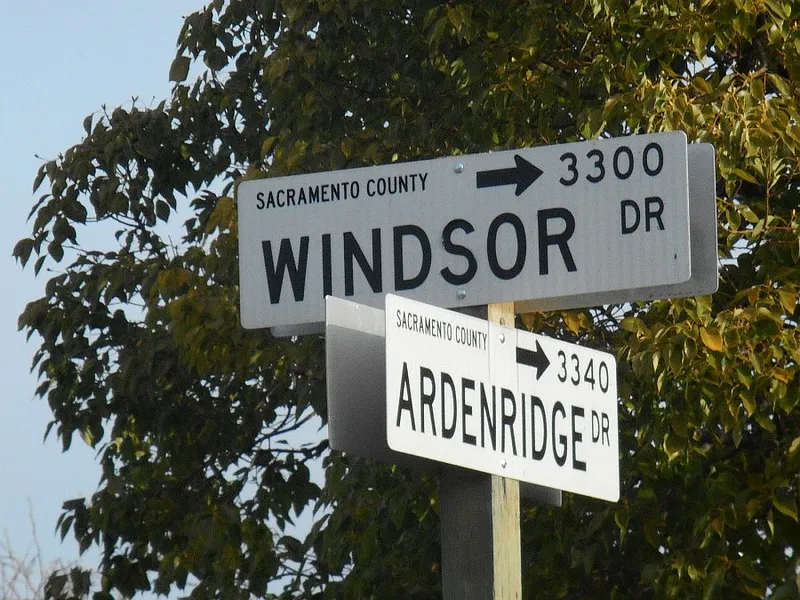 SACRAMENTO COUNTY → 3300
WINDSOR DR
SACRAMENTO COUNTY → 3340
ARDENRIDGE DR